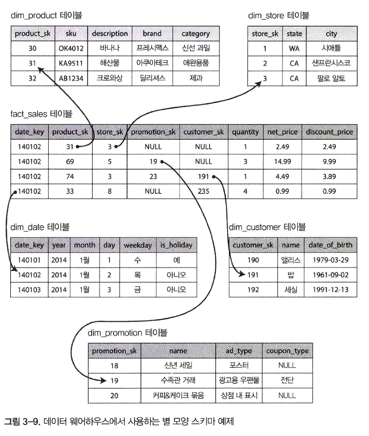 dim_product 테이블
product_sk sku description brand category
30 OK4012 바나나 프레시맥스 신선 과일
31 KA9511 해산물 아쿠아테크 애완용품
32 AB1234 크로와상 딜리셔스 제과
dim_store 테이블
store_sk state city
1 WA 시애틀
2 CA 샌프란시스코
3 CA 팔로 알토
fact_sales 테이블
date_key product_sk store_sk promotion_sk customer_sk quantity net_price discount_price
140102 31 3 NULL NULL 1 2.49 2.49
140102 69 5 19 NULL 3 14.99 9.99
140102 74 3 23 191 1 4.49 3.89
140102 33 8 NULL 235 4 0.99 0.99
dim_date 테이블
date_key year month day weekday is_holiday
140101 2014 1월 1 수 예
140102 2014 1월 2 목 아니오
140103 2014 1월 3 금 아니오
dim_customer 테이블
customer_sk name date_of_birth
190 앨리스 1979-03-29
191 밥 1961-09-02
192 세실 1991-12-13
dim_promotion 테이블
promotion_sk name ad_type coupon_type
18 신년 세일 포스터 NULL
19 수족관 거래 광고용 우편물 전단
20 커피&케이크 묶음 상점 내 표시 NULL
그림 3-9. 데이터 웨어하우스에서 사용하는 별 모양 스키마 예제